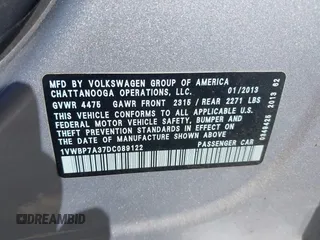 MFD BY VOLKSWAGEN GROUP OF AMERICA
CHATTANOOGA OPERATIONS, LLC. 01/2013
GVWR 4475 GAWR FRONT 2315 / REAR 2271 LBS
THIS VEHICLE CONFORMS TO ALL APPLICABLE
FEDERAL MOTOR VEHICLE SAFETY, BUMPER AND
THEFT PREVENTION STANDARDS IN EFFECT ON
THE DATE OF MANUFACTURE SHOWN ABOVE.
1VWBP7A37DC089122 PASSENGER CAR
2013 62
DREAMBID